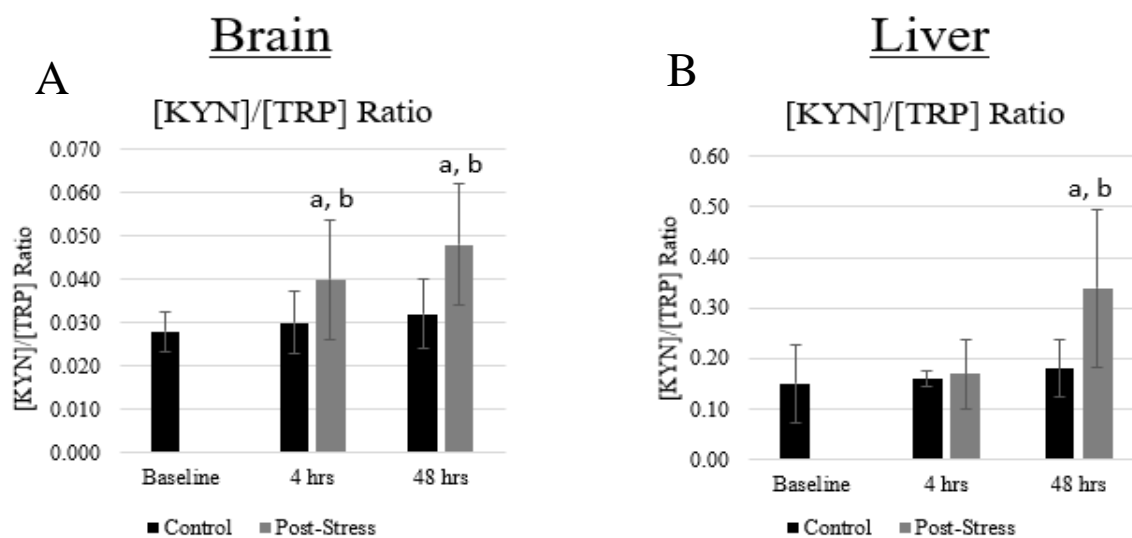 Brain
A
[KYN]/[TRP] Ratio
[KYN]/[TRP] Ratio
0.070
0.060
0.050
0.040
0.030
0.020
0.010
0.000
a, b
a, b
Baseline
4 hrs
48 hrs
Control
Post-Stress
Liver
B
[KYN]/[TRP] Ratio
[KYN]/[TRP] Ratio
0.60
0.50
0.40
0.30
0.20
0.10
0.00
a, b
Baseline
4 hrs
48 hrs
Control
Post-Stress